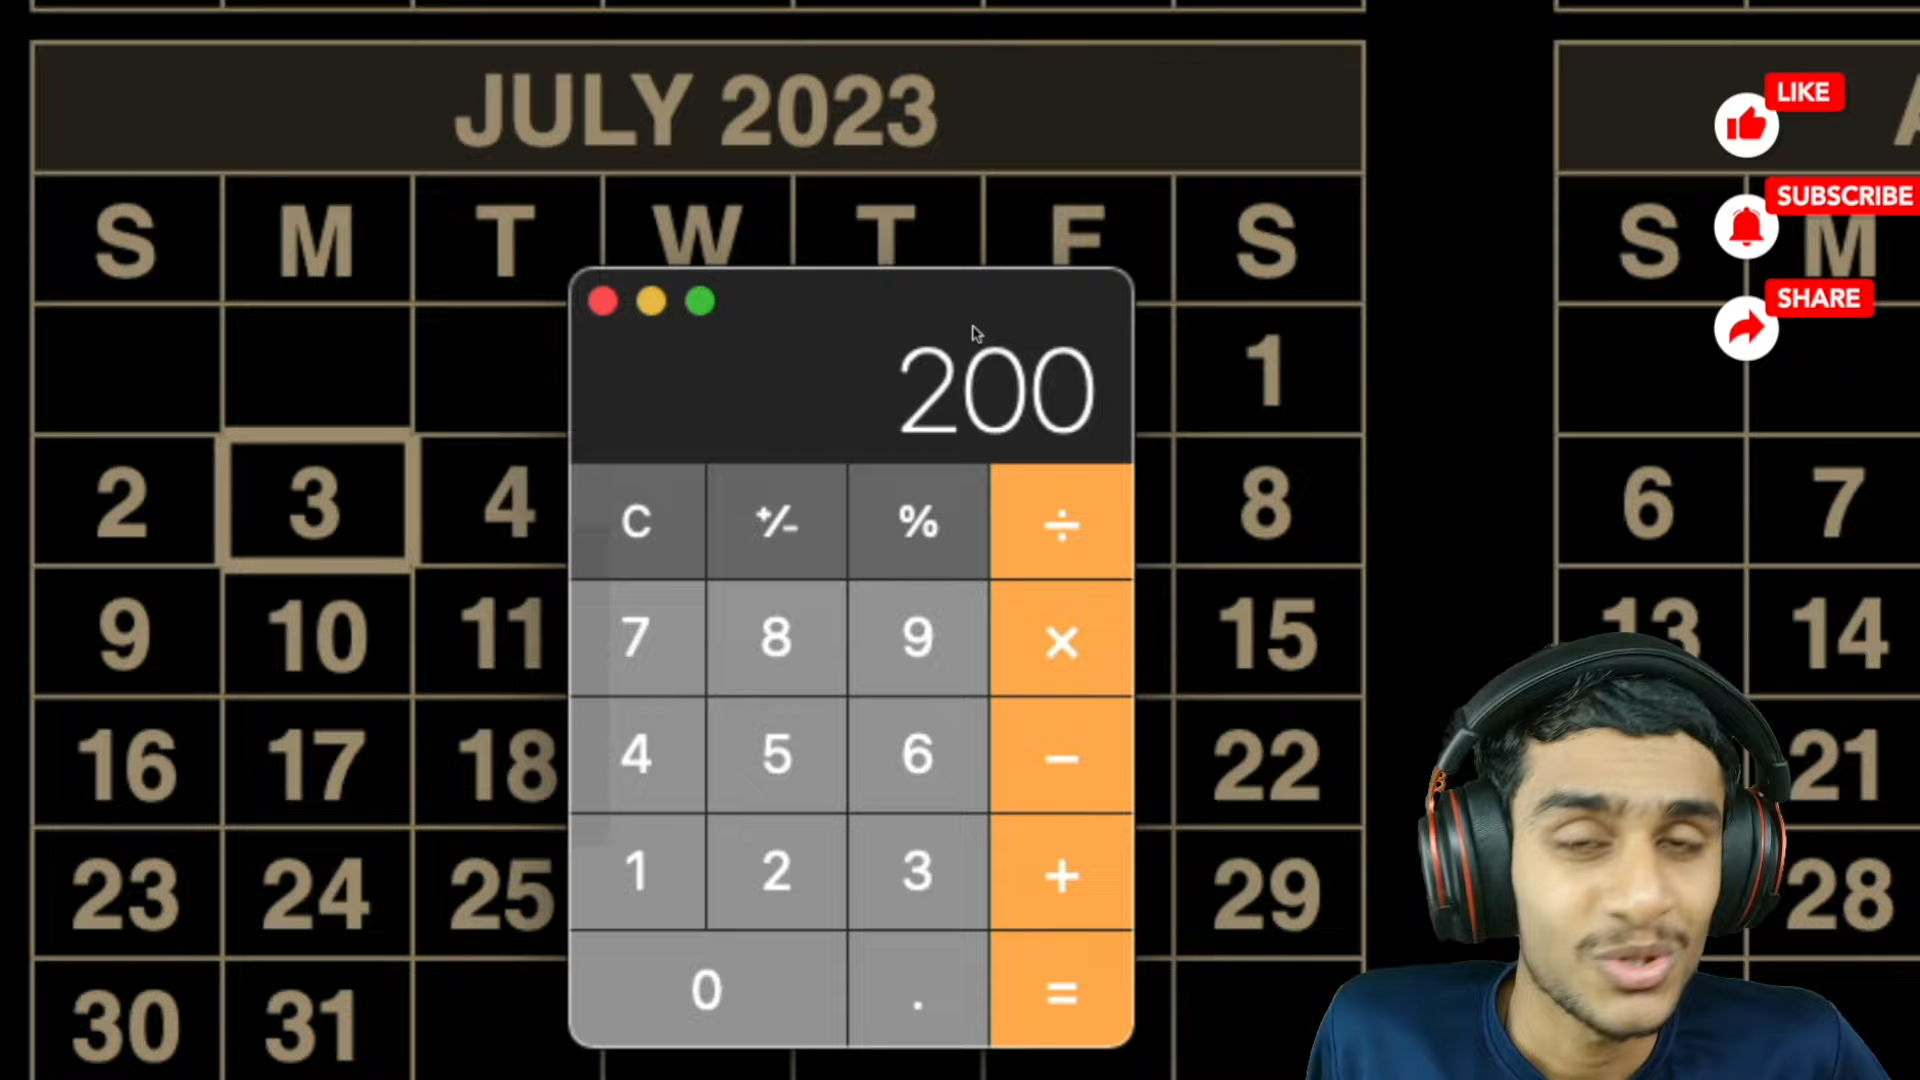 JULY 2023
S M T W T F S
1
2 3 4 8
9 10 11 15
16 17 18 22
23 24 25 29
30 31
200
C +/- % ÷
7 8 9 ×
4 5 6 −
1 2 3 +
0 . =
S M
6 7
13 14
21
28
LIKE
SUBSCRIBE
SHARE